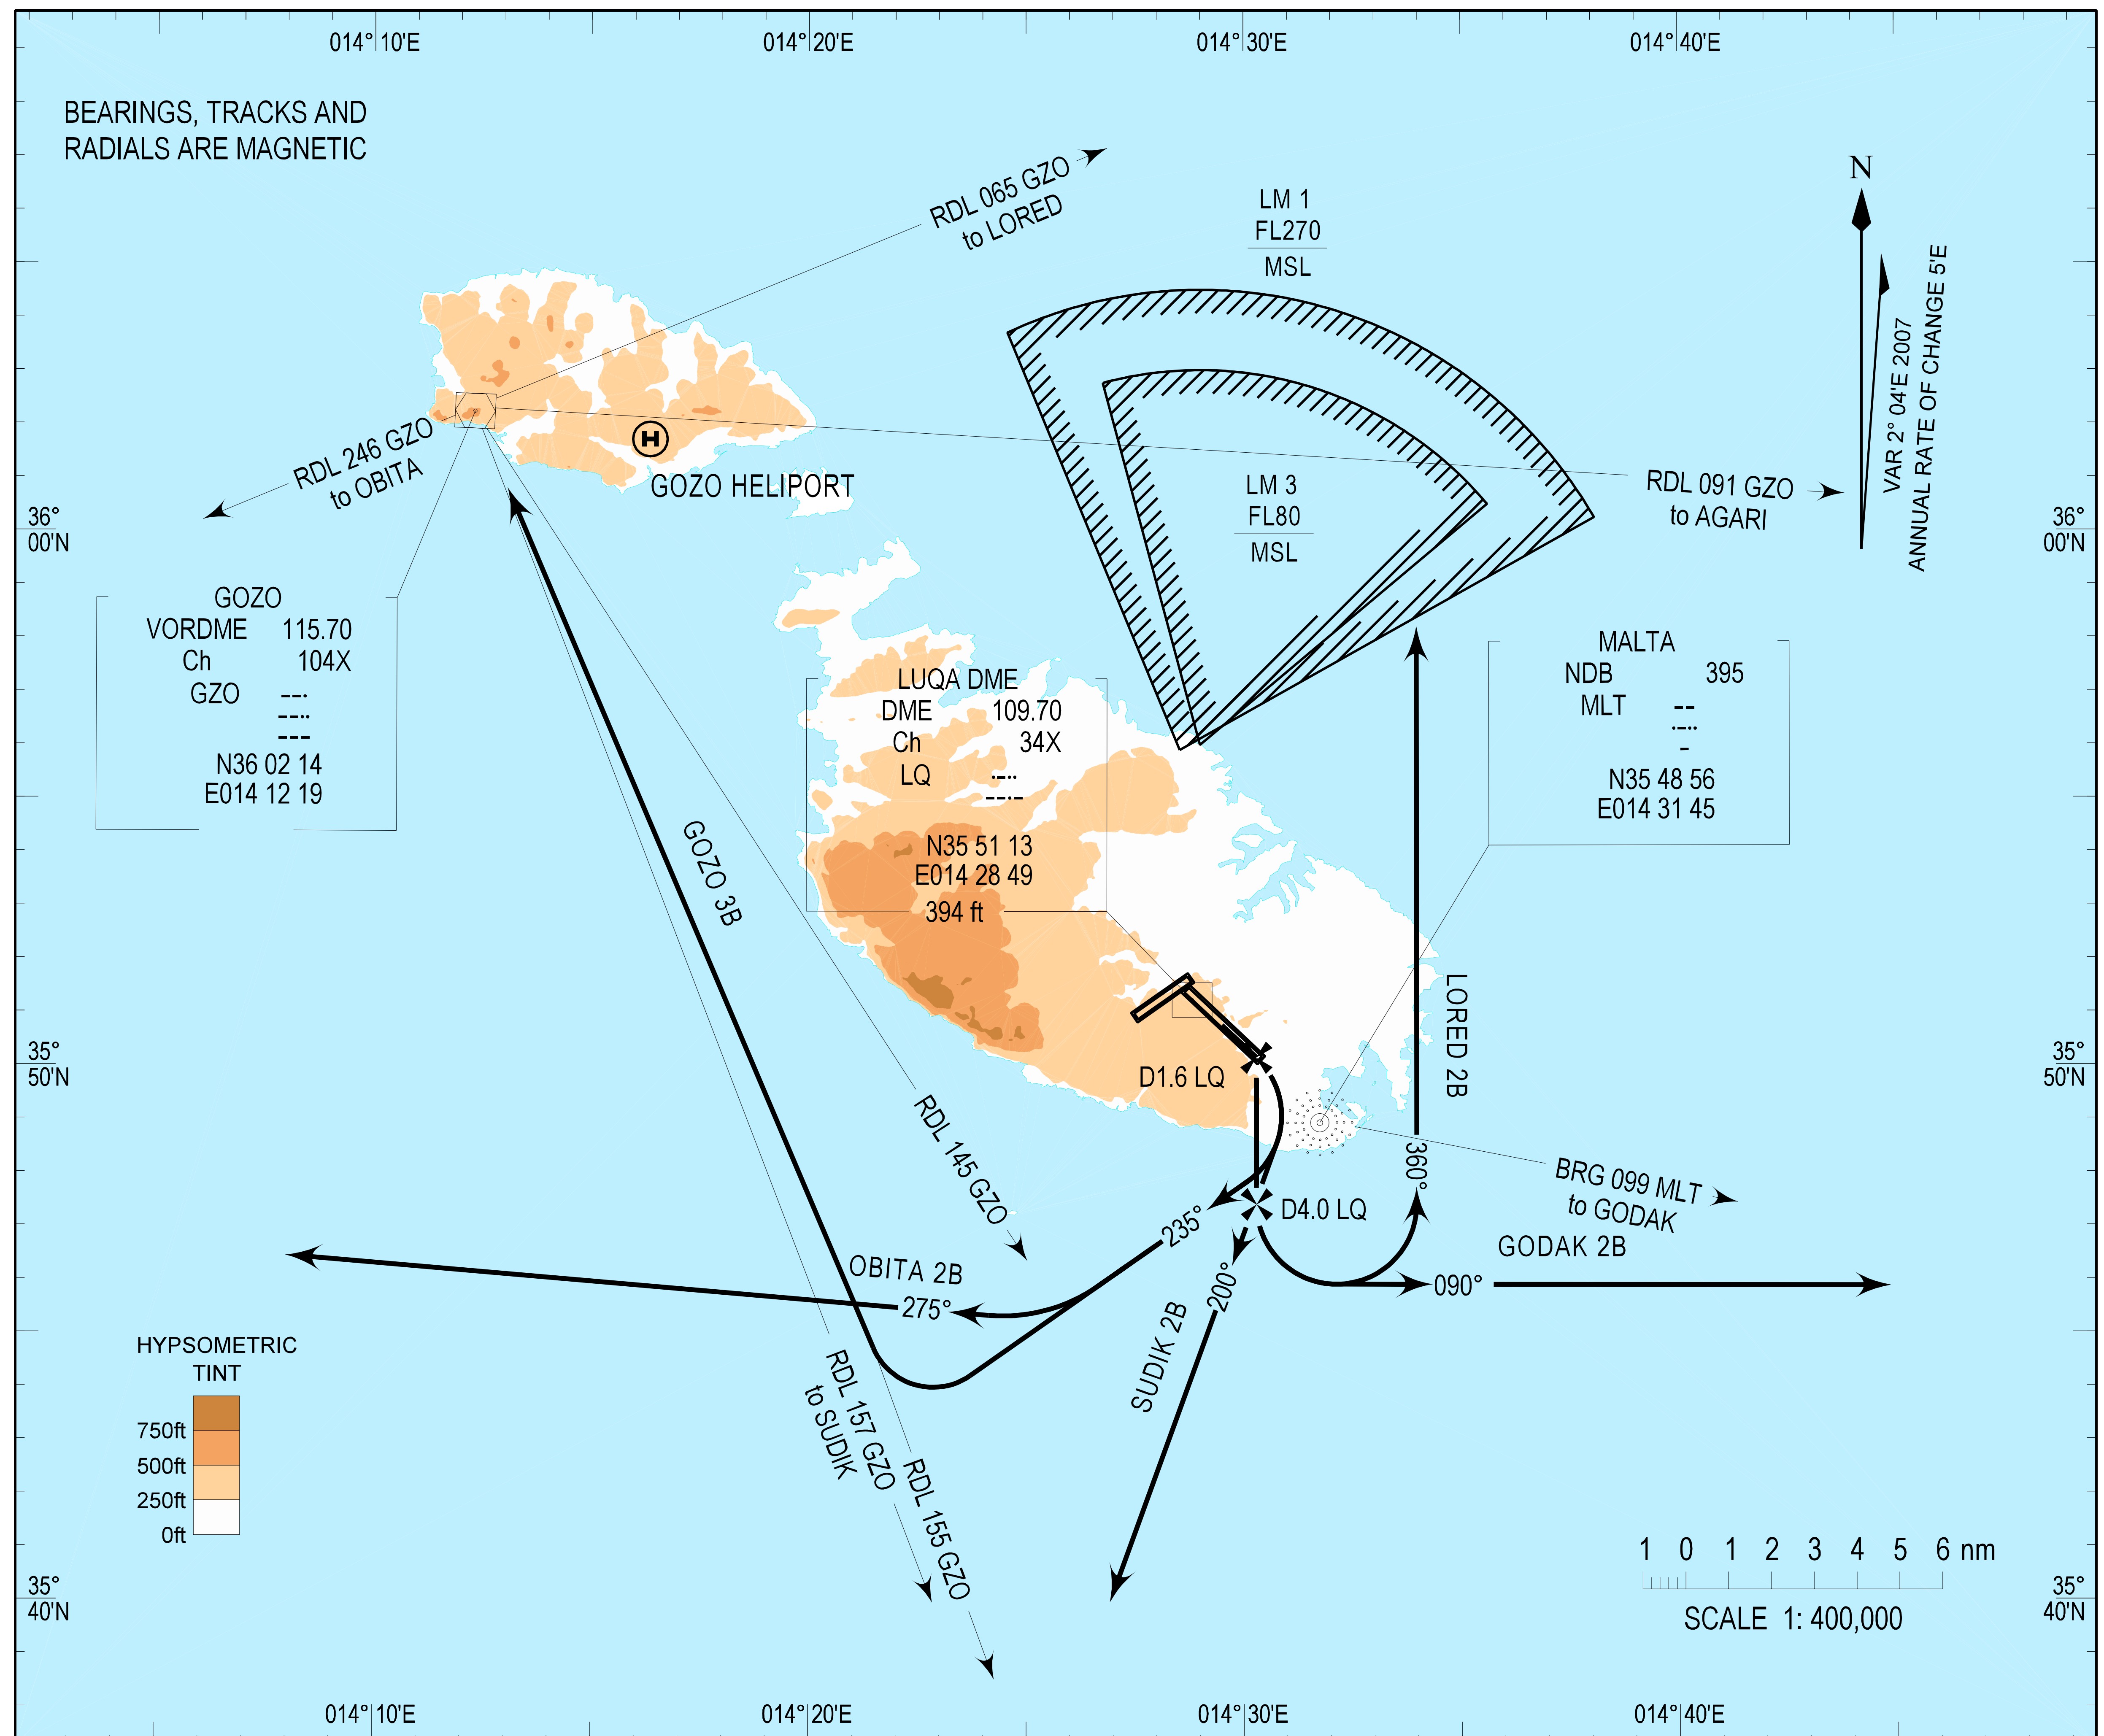 014° 10'E
014° 20'E
014° 30'E
014° 40'E
BEARINGS, TRACKS AND
RADIALS ARE MAGNETIC
RDL 065 GZO
to LORED
LM 1
FL270
MSL
N
VAR 2° 04'E 2007
ANNUAL RATE OF CHANGE 5'E
RDL 246 GZO
to OBITA
H
GOZO HELIPORT
LM 3
FL80
MSL
RDL 091 GZO
to AGARI
36°
00'N
36°
00'N
GOZO
VORDME 115.70
Ch 104X
GZO --·
--··
---
N36 02 14
E014 12 19
LUQA DME
DME 109.70
Ch 34X
LQ ·-··
--·-
N35 51 13
E014 28 49
394 ft
MALTA
NDB 395
MLT --
·-··
-
N35 48 56
E014 31 45
GOZO 3B
LORED 2B
35°
50'N
35°
50'N
D1.6 LQ
RDL 145 GZO
360°
BRG 099 MLT
to GODAK
D4.0 LQ
235°
GODAK 2B
OBITA 2B
275°
200°
090°
SUDIK 2B
HYPSOMETRIC
TINT
750ft
500ft
250ft
0ft
RDL 157 GZO
to SUDIK
RDL 155 GZO
1 0 1 2 3 4 5 6 nm
SCALE 1: 400,000
35°
40'N
35°
40'N
014° 10'E
014° 20'E
014° 30'E
014° 40'E